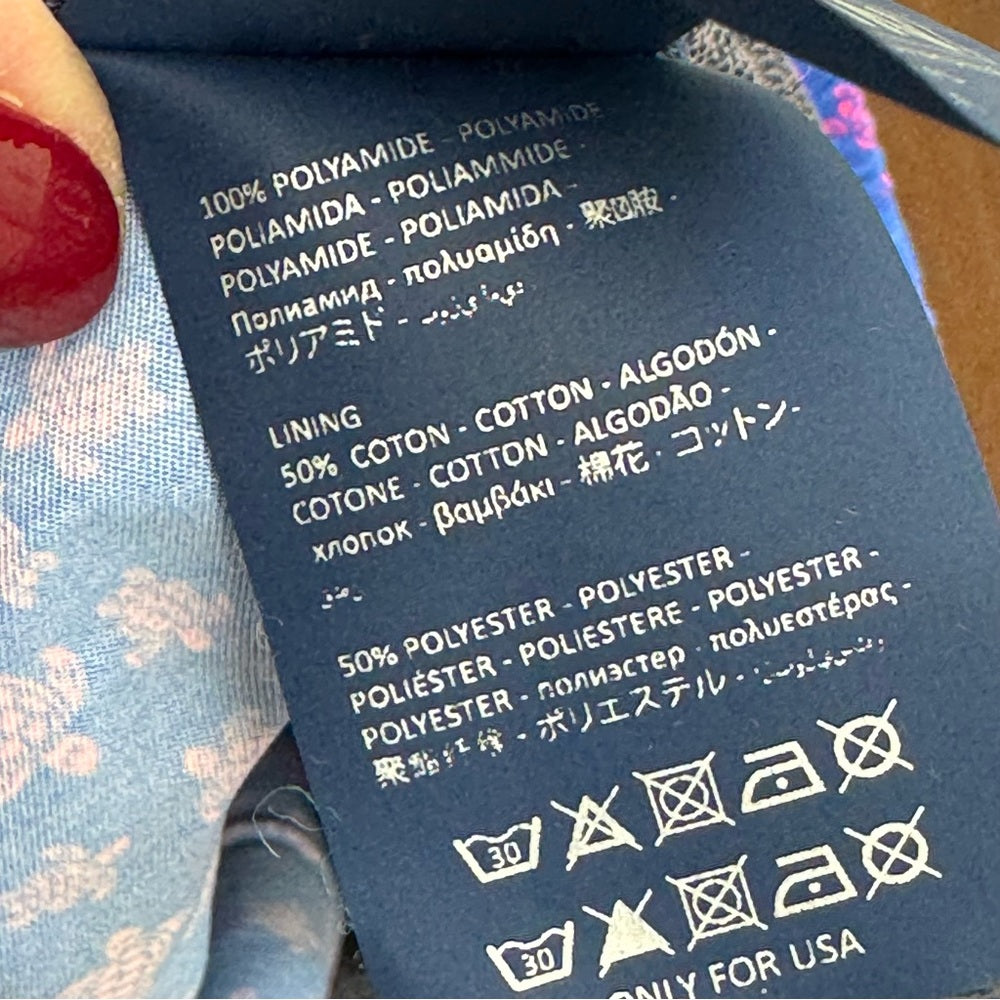 100% POLYAMIDE - POLYAMIDE
POLIAMIDA - POLIAMMIDE -
POLYAMIDE - POLIAMIDA -
Полиамид - πολυαμίδη - 聚酰胺 -
ポリアミド -
LINING
50% COTON - COTTON - ALGODÓN -
COTONE - COTTON - ALGODÃO -
хлопок - βαμβάκι - 棉花 - コットン-
50% POLYESTER - POLYESTER -
POLIÉSTER - POLIESTERE - POLYESTER -
POLYESTER - полиэстер - πολυεστέρας -
ポリエステル -
30
30
ONLY FOR USA